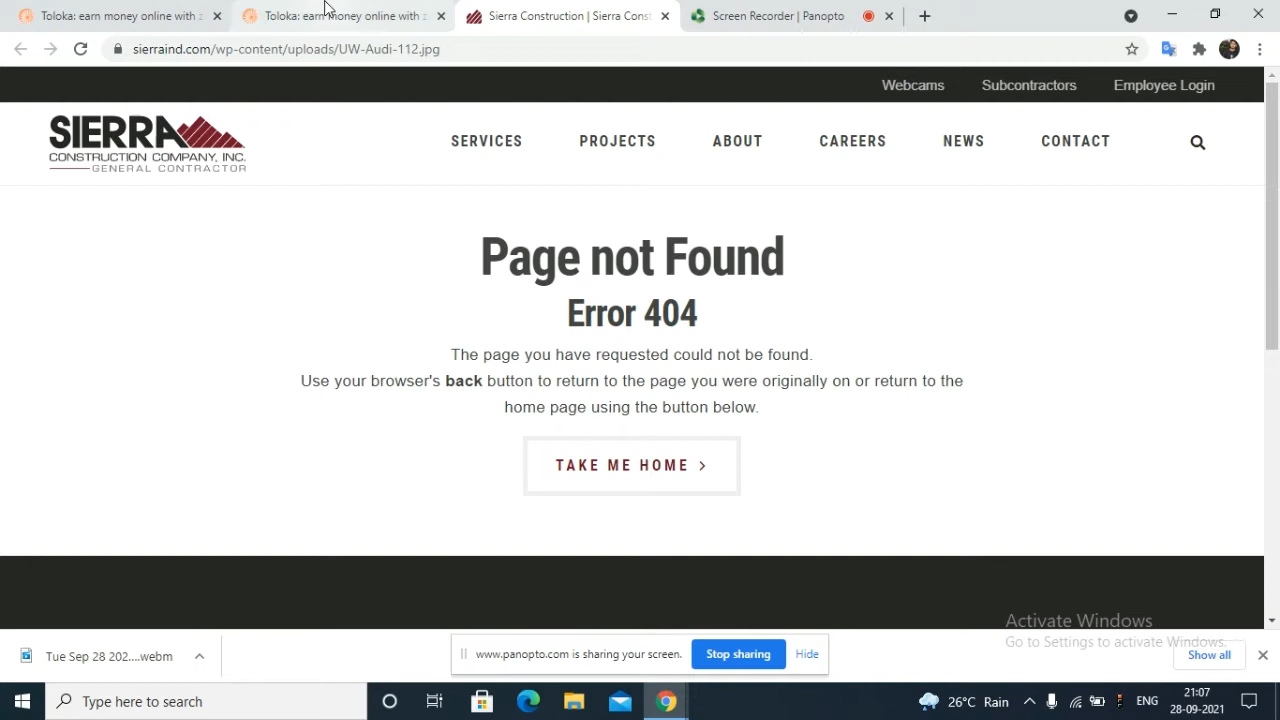 Toloka: earn money online with
Toloka: earn money online with
Sierra Construction | Sierra Const
Screen Recorder | Panopto
sierraind.com/wp-content/uploads/UW-Audi-112.jpg
Webcams
Subcontractors
Employee Login
SIERRA
CONSTRUCTION COMPANY, INC.
GENERAL CONTRACTOR
SERVICES
PROJECTS
ABOUT
CAREERS
NEWS
CONTACT
Page not Found
Error 404
The page you have requested could not be found.
Use your browser's back button to return to the page you were originally on or return to the
home page using the button below.
TAKE ME HOME
Activate Windows
Go to Settings to activate Windows.
Tue Sep 28 202....webm
www.panopto.com is sharing your screen.
Stop sharing
Hide
Show all
Type here to search
26°C Rain
ENG
21:07
28-09-2021